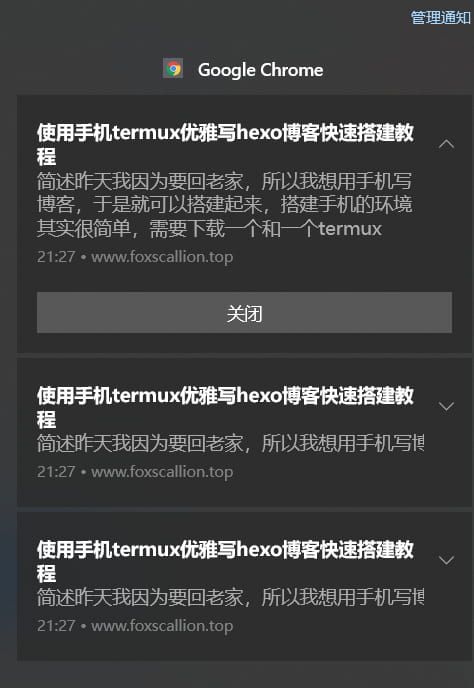 管理通知
Google Chrome
使用手机termux优雅写hexo博客快速搭建教
程
简述昨天我因为要回老家，所以我想用手机写
博客，于是就可以搭建起来，搭建手机的环境
其实很简单，需要下载一个和一个termux
21:27 • www.foxscallion.top
关闭
使用手机termux优雅写hexo博客快速搭建教
程
简述昨天我因为要回老家，所以我想用手机写博
21:27 • www.foxscallion.top
使用手机termux优雅写hexo博客快速搭建教
程
简述昨天我因为要回老家，所以我想用手机写博
21:27 • www.foxscallion.top